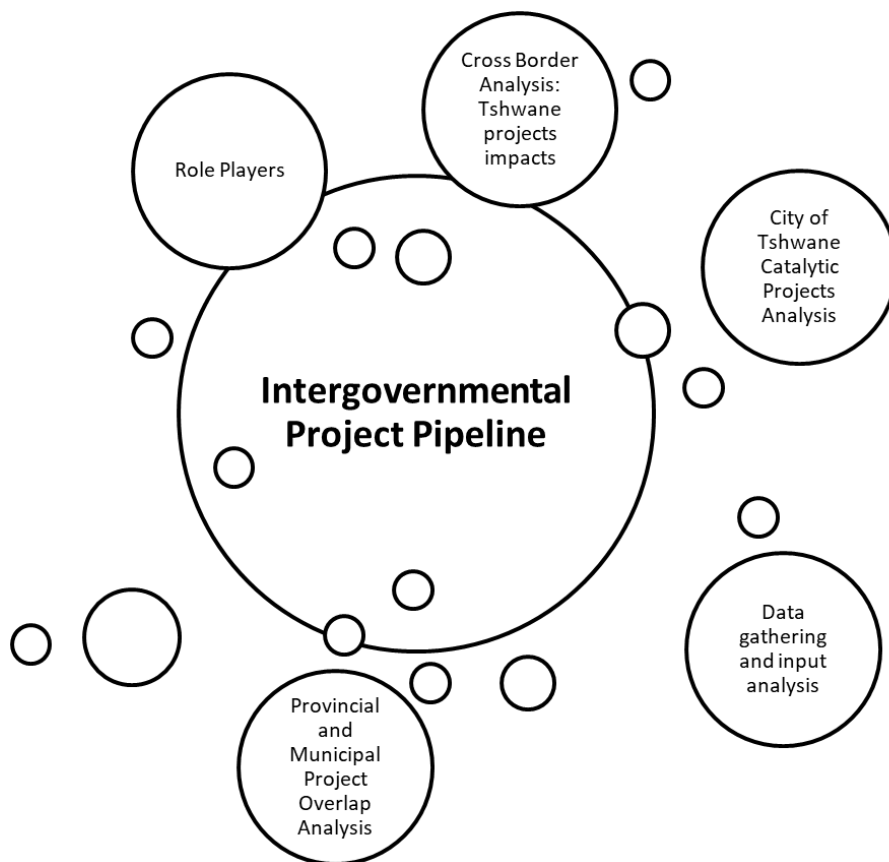 Cross Border
Analysis:
Tshwane
projects
impacts
Role Players
City of
Tshwane
Catalytic
Projects
Analysis
Intergovernmental
Project Pipeline
Data
gathering
and input
analysis
Provincial
and
Municipal
Project
Overlap
Analysis